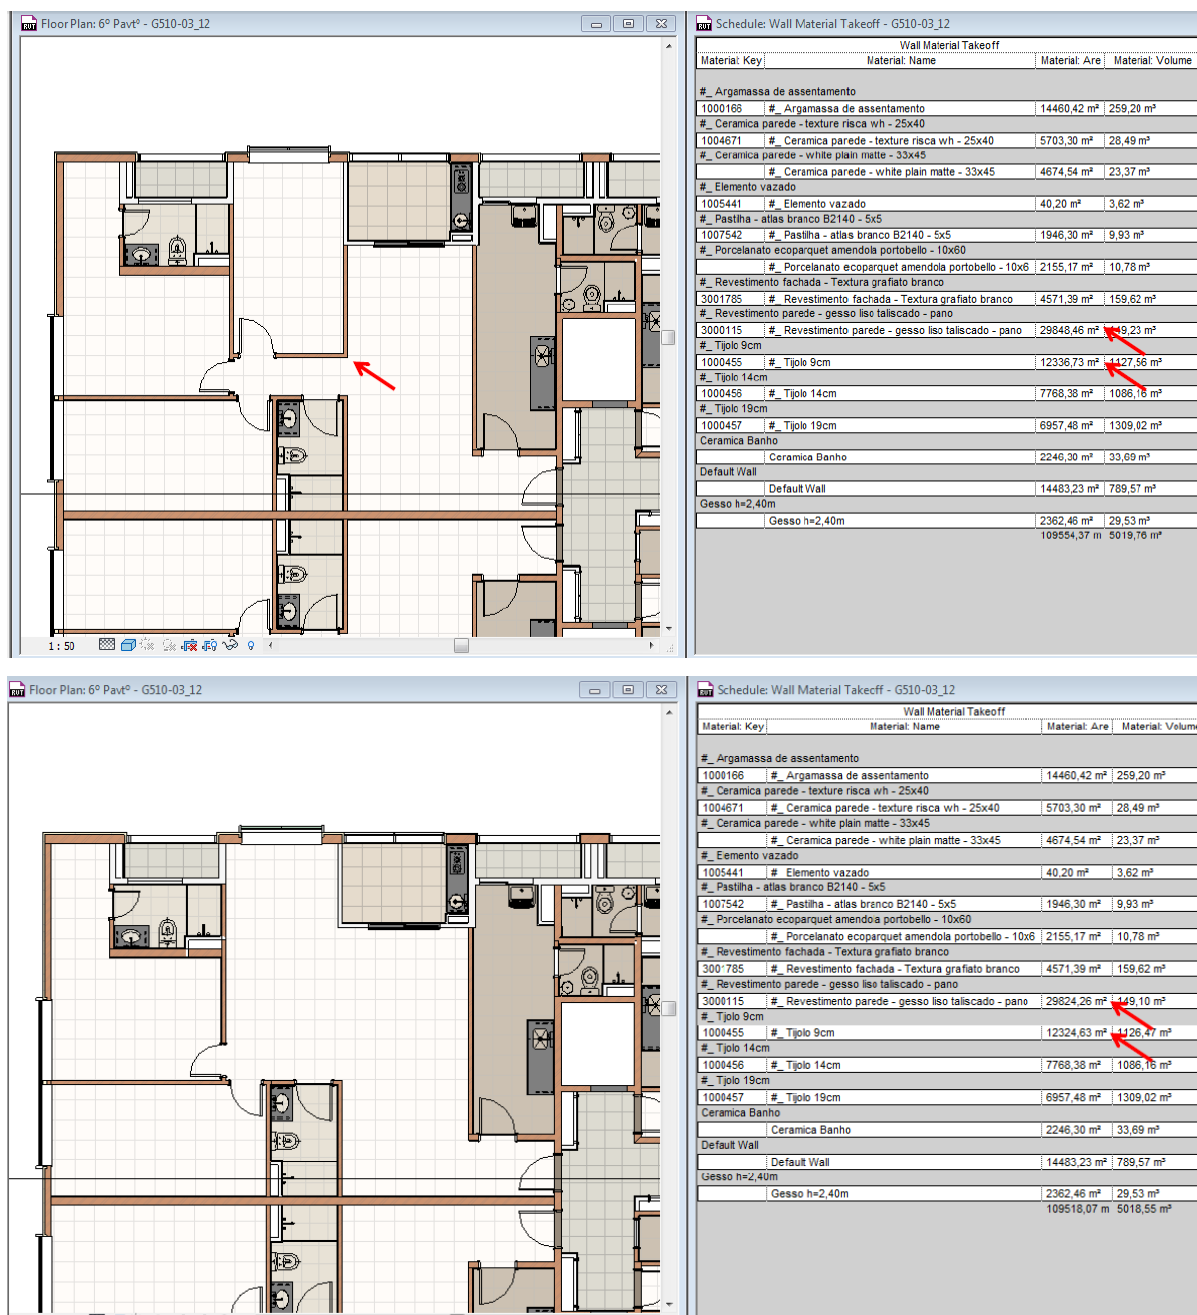 Floor Plan: 6º Pavtº - G510-03_12
1 : 50
Schedule: Wall Material Takeoff - G510-03_12
Wall Material Takeoff
Material: Key Material: Name Material: Are Material: Volume
#_ Argamassa de assentamento
1000166 #_ Argamassa de assentamento 14460,42 m² 259,20 m³
#_ Ceramica parede - texture risca wh - 25x40
1004671 #_ Ceramica parede - texture risca wh - 25x40 5703,30 m² 28,49 m³
#_ Ceramica parede - white plain matte - 33x45
#_ Ceramica parede - white plain matte - 33x45 4674,54 m² 23,37 m³
#_ Elemento vazado
1005441 #_ Elemento vazado 40,20 m² 3,62 m³
#_ Pastilha - atlas branco B2140 - 5x5
1007542 #_ Pastilha - atlas branco B2140 - 5x5 1946,30 m² 9,93 m³
#_ Porcelanato ecoparquet amendola portobello - 10x60
#_ Porcelanato ecoparquet amendola portobello - 10x6 2155,17 m² 10,78 m³
#_ Revestimento fachada - Textura grafiato branco
3001785 #_ Revestimento fachada - Textura grafiato branco 4571,39 m² 159,62 m³
#_ Revestimento parede - gesso liso taliscado - pano
3000115 #_ Revestimento parede - gesso liso taliscado - pano 29848,46 m² 149,23 m³
#_ Tijolo 9cm
1000455 #_ Tijolo 9cm 12336,73 m² 1127,56 m³
#_ Tijolo 14cm
1000456 #_ Tijolo 14cm 7768,38 m² 1086,16 m³
#_ Tijolo 19cm
1000457 #_ Tijolo 19cm 6957,48 m² 1309,02 m³
Ceramica Banho
Ceramica Banho 2246,30 m² 33,69 m³
Default Wall
Default Wall 14483,23 m² 789,57 m³
Gesso h=2,40m
Gesso h=2,40m 2362,46 m² 29,53 m³
109554,37 m 5019,76 m³
Floor Plan: 6º Pavtº - G510-03_12
Schedule: Wall Material Takeoff - G510-03_12
Wall Material Takeoff
Material: Key Material: Name Material: Are Material: Volume
#_ Argamassa de assentamento
1000166 #_ Argamassa de assentamento 14460,42 m² 259,20 m³
#_ Ceramica parede - texture risca wh - 25x40
1004671 #_ Ceramica parede - texture risca wh - 25x40 5703,30 m² 28,49 m³
#_ Ceramica parede - white plain matte - 33x45
#_ Ceramica parede - white plain matte - 33x45 4674,54 m² 23,37 m³
#_ Elemento vazado
1005441 #_ Elemento vazado 40,20 m² 3,62 m³
#_ Pastilha - atlas branco B2140 - 5x5
1007542 #_ Pastilha - atlas branco B2140 - 5x5 1946,30 m² 9,93 m³
#_ Porcelanato ecoparquet amendola portobello - 10x60
#_ Porcelanato ecoparquet amendola portobello - 10x6 2155,17 m² 10,78 m³
#_ Revestimento fachada - Textura grafiato branco
3001785 #_ Revestimento fachada - Textura grafiato branco 4571,39 m² 159,62 m³
#_ Revestimento parede - gesso liso taliscado - pano
3000115 #_ Revestimento parede - gesso liso taliscado - pano 29824,26 m² 149,10 m³
#_ Tijolo 9cm
1000455 #_ Tijolo 9cm 12324,63 m² 1126,47 m³
#_ Tijolo 14cm
1000456 #_ Tijolo 14cm 7768,38 m² 1086,16 m³
#_ Tijolo 19cm
1000457 #_ Tijolo 19cm 6957,48 m² 1309,02 m³
Ceramica Banho
Ceramica Banho 2246,30 m² 33,69 m³
Default Wall
Default Wall 14483,23 m² 789,57 m³
Gesso h=2,40m
Gesso h=2,40m 2362,46 m² 29,53 m³
109518,07 m 5018,55 m³